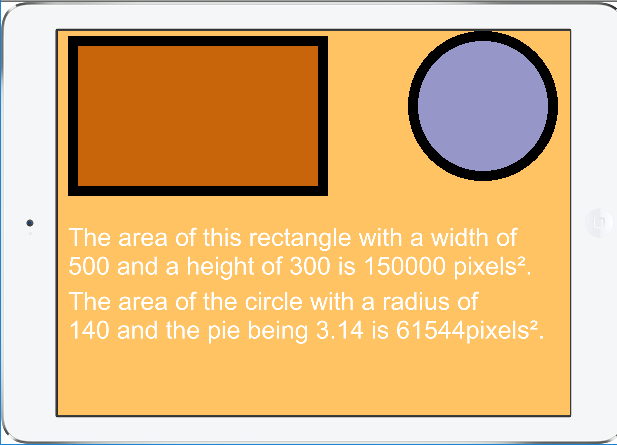 The area of this rectangle with a width of
500 and a height of 300 is 150000 pixels².
The area of the circle with a radius of
140 and the pie being 3.14 is 61544pixels².